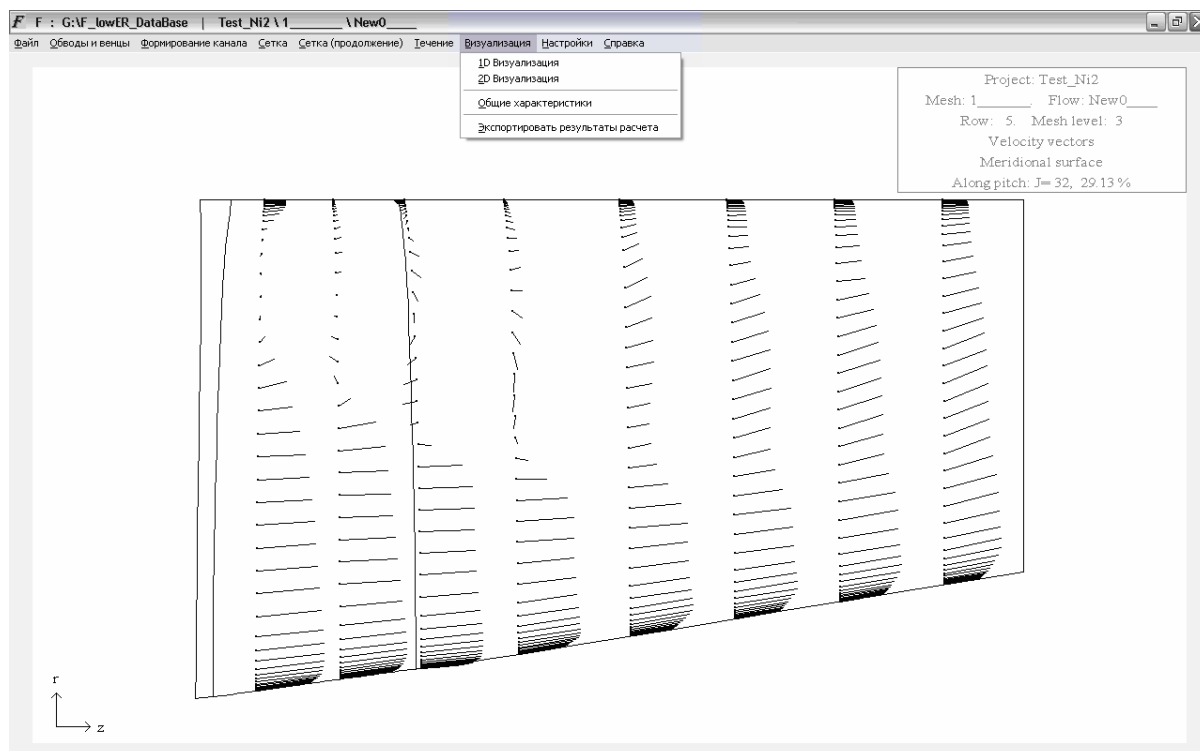 F F : G:\F_lowER_DataBase | Test_Ni2 \ 1________ \ New0____
Файл Обводы и венцы Формирование канала Сетка Сетка (продолжение) Течение Визуализация Настройки Справка
1D Визуализация
2D Визуализация
Общие характеристики
Экспортировать результаты расчета
Project: Test_Ni2
Mesh: 1_______. Flow: New0____
Row: 5. Mesh level: 3
Velocity vectors
Meridional surface
Along pitch: J= 32, 29.13 %
r
z